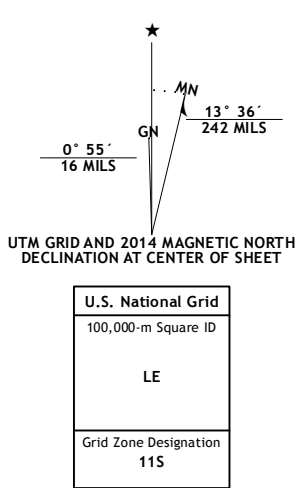 ★
MN
GN
13° 36´
242 MILS
0° 55´
16 MILS
UTM GRID AND 2014 MAGNETIC NORTH
DECLINATION AT CENTER OF SHEET
U.S. National Grid
100,000-m Square ID
LE
Grid Zone Designation
11S